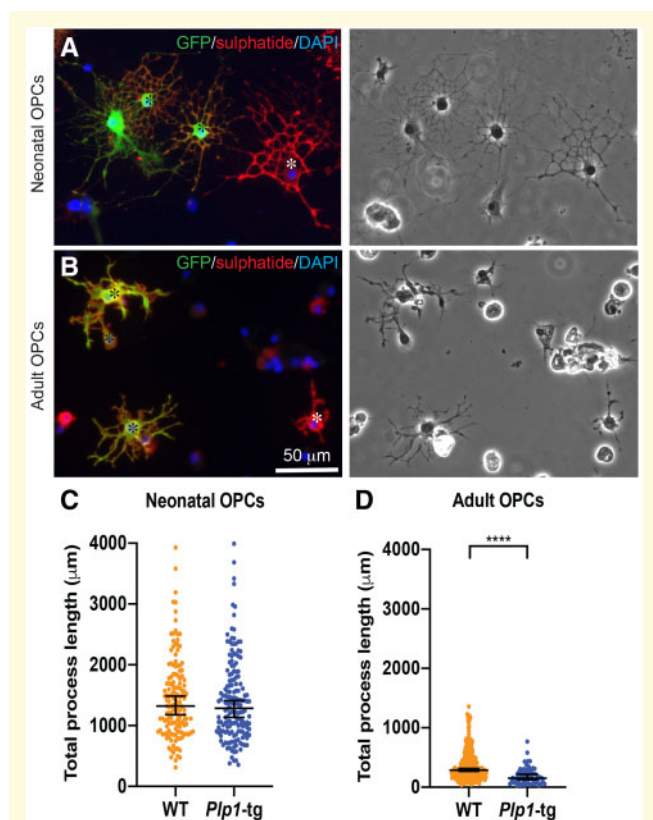 A
GFP/sulphatide/DAPI
Neonatal OPCs
B
GFP/sulphatide/DAPI
Adult OPCs
50 μm
C Neonatal OPCs
Total process length (μm)
4000
3000
2000
1000
0
WT Plp1-tg
D Adult OPCs
****
Total process length (μm)
4000
3000
2000
1000
0
WT Plp1-tg